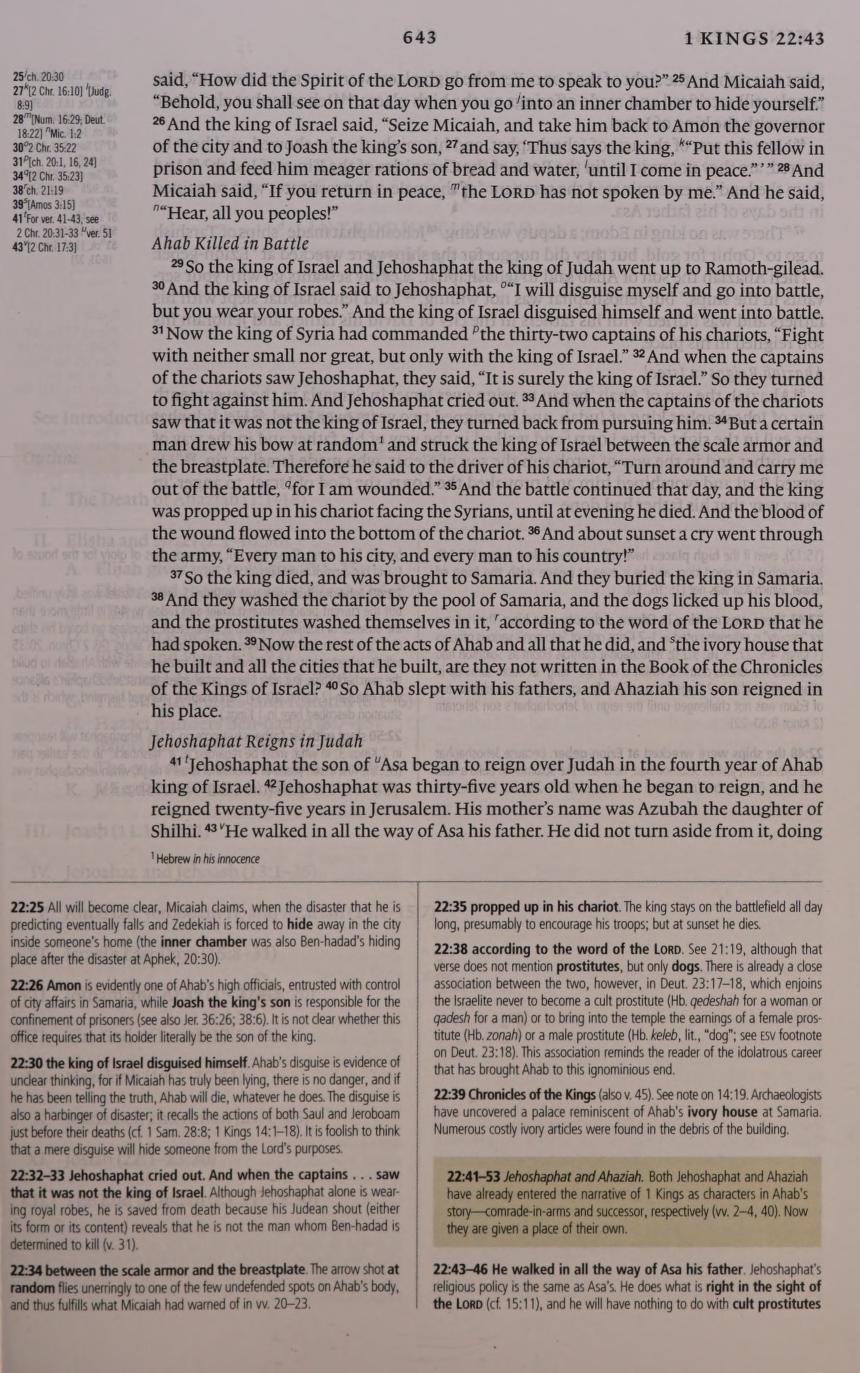 643
1 KINGS 22:43
25 ˡch. 20:30
27 ᵏ[2 Chr. 16:10] ˡ[Judg.
8:9]
28 ᵐ[Num. 16:29; Deut.
18:22] ⁿMic. 1:2
30 ᵒ2 Chr. 35:22
31 ᵖ[ch. 20:1, 16, 24]
34 ᑫ[2 Chr. 35:23]
38 ʳch. 21:19
39 ˢ[Amos 3:15]
41 ᵗFor ver. 41-43, see
2 Chr. 20:31-33 ᵘver. 51
43 ᵛ[2 Chr. 17:3]
said, “How did the Spirit of the LORD go from me to speak to you?” ²⁵ And Micaiah said,
“Behold, you shall see on that day when you go ʲinto an inner chamber to hide yourself.”
²⁶ And the king of Israel said, “Seize Micaiah, and take him back to Amon the governor
of the city and to Joash the king’s son, ²⁷ and say, ‘Thus says the king, ᵏ“Put this fellow in
prison and feed him meager rations of bread and water, ˡuntil I come in peace.”’” ²⁸ And
Micaiah said, “If you return in peace, ᵐthe LORD has not spoken by me.” And he said,
ⁿ“Hear, all you peoples!”
Ahab Killed in Battle
²⁹ So the king of Israel and Jehoshaphat the king of Judah went up to Ramoth-gilead.
³⁰ And the king of Israel said to Jehoshaphat, ᵒ“I will disguise myself and go into battle,
but you wear your robes.” And the king of Israel disguised himself and went into battle.
³¹ Now the king of Syria had commanded ᵖthe thirty-two captains of his chariots, “Fight
with neither small nor great, but only with the king of Israel.” ³² And when the captains
of the chariots saw Jehoshaphat, they said, “It is surely the king of Israel.” So they turned
to fight against him. And Jehoshaphat cried out. ³³ And when the captains of the chariots
saw that it was not the king of Israel, they turned back from pursuing him. ³⁴ But a certain
man drew his bow at random¹ and struck the king of Israel between the scale armor and
the breastplate. Therefore he said to the driver of his chariot, “Turn around and carry me
out of the battle, ᑫfor I am wounded.” ³⁵ And the battle continued that day, and the king
was propped up in his chariot facing the Syrians, until at evening he died. And the blood of
the wound flowed into the bottom of the chariot. ³⁶ And about sunset a cry went through
the army, “Every man to his city, and every man to his country!”
³⁷ So the king died, and was brought to Samaria. And they buried the king in Samaria.
³⁸ And they washed the chariot by the pool of Samaria, and the dogs licked up his blood,
and the prostitutes washed themselves in it, ʳaccording to the word of the LORD that he
had spoken. ³⁹ Now the rest of the acts of Ahab and all that he did, and ˢthe ivory house that
he built and all the cities that he built, are they not written in the Book of the Chronicles
of the Kings of Israel? ⁴⁰ So Ahab slept with his fathers, and Ahaziah his son reigned in
his place.
Jehoshaphat Reigns in Judah
⁴¹ ᵗJehoshaphat the son of ᵘAsa began to reign over Judah in the fourth year of Ahab
king of Israel. ⁴² Jehoshaphat was thirty-five years old when he began to reign, and he
reigned twenty-five years in Jerusalem. His mother’s name was Azubah the daughter of
Shilhi. ⁴³ ᵛHe walked in all the way of Asa his father. He did not turn aside from it, doing
¹ Hebrew in his innocence
22:25 All will become clear, Micaiah claims, when the disaster that he is
predicting eventually falls and Zedekiah is forced to hide away in the city
inside someone’s home (the inner chamber was also Ben-hadad’s hiding
place after the disaster at Aphek, 20:30).
22:26 Amon is evidently one of Ahab’s high officials, entrusted with control
of city affairs in Samaria, while Joash the king’s son is responsible for the
confinement of prisoners (see also Jer. 36:26; 38:6). It is not clear whether this
office requires that its holder literally be the son of the king.
22:30 the king of Israel disguised himself. Ahab’s disguise is evidence of
unclear thinking, for if Micaiah has truly been lying, there is no danger, and if
he has been telling the truth, Ahab will die, whatever he does. The disguise is
also a harbinger of disaster; it recalls the actions of both Saul and Jeroboam
just before their deaths (cf. 1 Sam. 28:8; 1 Kings 14:1–18). It is foolish to think
that a mere disguise will hide someone from the Lord’s purposes.
22:32–33 Jehoshaphat cried out. And when the captains . . . saw
that it was not the king of Israel. Although Jehoshaphat alone is wear-
ing royal robes, he is saved from death because his Judean shout (either
its form or its content) reveals that he is not the man whom Ben-hadad is
determined to kill (v. 31).
22:34 between the scale armor and the breastplate. The arrow shot at
random flies unerringly to one of the few undefended spots on Ahab’s body,
and thus fulfills what Micaiah had warned of in vv. 20–23.
22:35 propped up in his chariot. The king stays on the battlefield all day
long, presumably to encourage his troops; but at sunset he dies.
22:38 according to the word of the LORD. See 21:19, although that
verse does not mention prostitutes, but only dogs. There is already a close
association between the two, however, in Deut. 23:17–18, which enjoins
the Israelite never to become a cult prostitute (Hb. qedeshah for a woman or
qadesh for a man) or to bring into the temple the earnings of a female pros-
titute (Hb. zonah) or a male prostitute (Hb. keleb, lit., “dog”; see ESV footnote
on Deut. 23:18). This association reminds the reader of the idolatrous career
that has brought Ahab to this ignominious end.
22:39 Chronicles of the Kings (also v. 45). See note on 14:19. Archaeologists
have uncovered a palace reminiscent of Ahab’s ivory house at Samaria.
Numerous costly ivory articles were found in the debris of the building.
22:41–53 Jehoshaphat and Ahaziah. Both Jehoshaphat and Ahaziah
have already entered the narrative of 1 Kings as characters in Ahab’s
story—comrade-in-arms and successor, respectively (vv. 2–4, 40). Now
they are given a place of their own.
22:43–46 He walked in all the way of Asa his father. Jehoshaphat’s
religious policy is the same as Asa’s. He does what is right in the sight of
the LORD (cf. 15:11), and he will have nothing to do with cult prostitutes